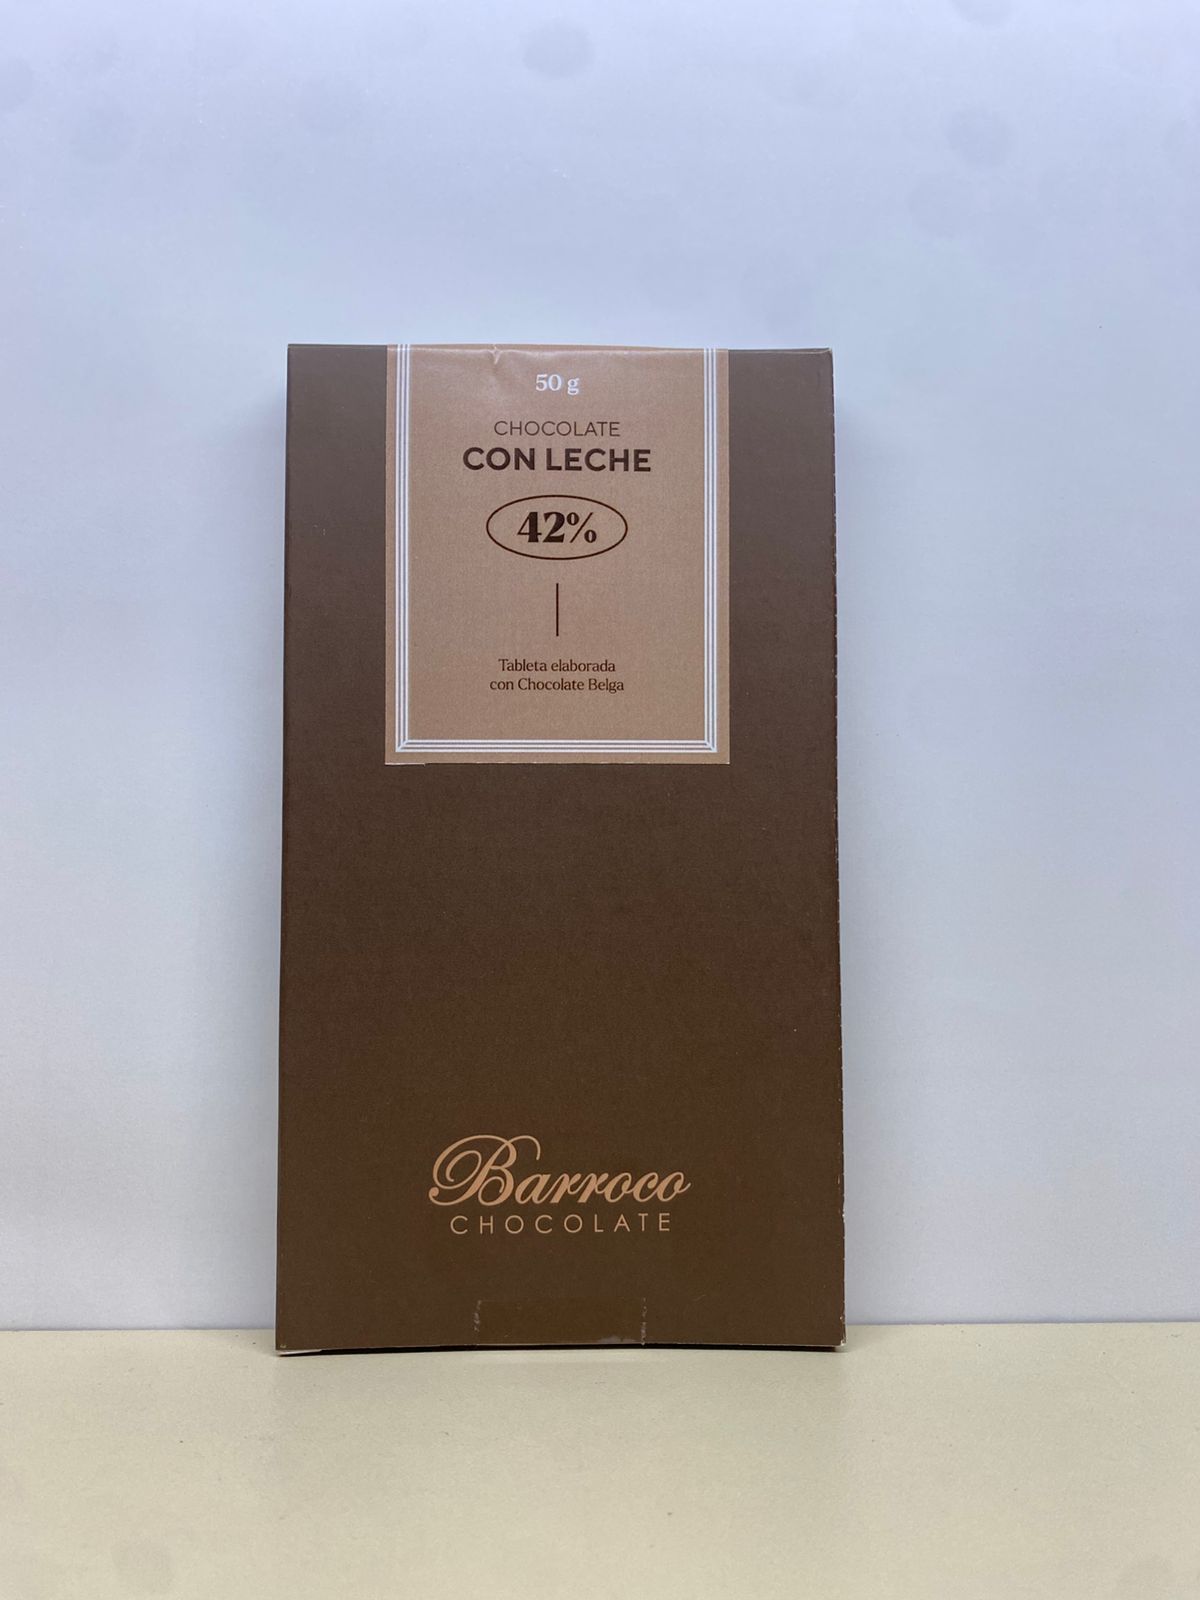 50 g
CHOCOLATE
CON LECHE
42%
Tableta elaborada
con Chocolate Belga
Barroco
CHOCOLATE